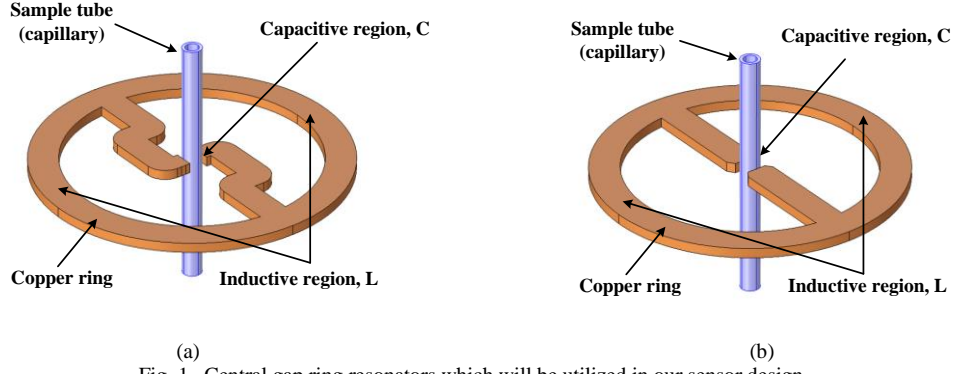 Sample tube
(capillary)
Capacitive region, C
Copper ring
Inductive region, L
(a)
Sample tube
(capillary)
Capacitive region, C
Copper ring
Inductive region, L
(b)
Fig. 1. Central gap ring resonators which will be utilized in our sensor design